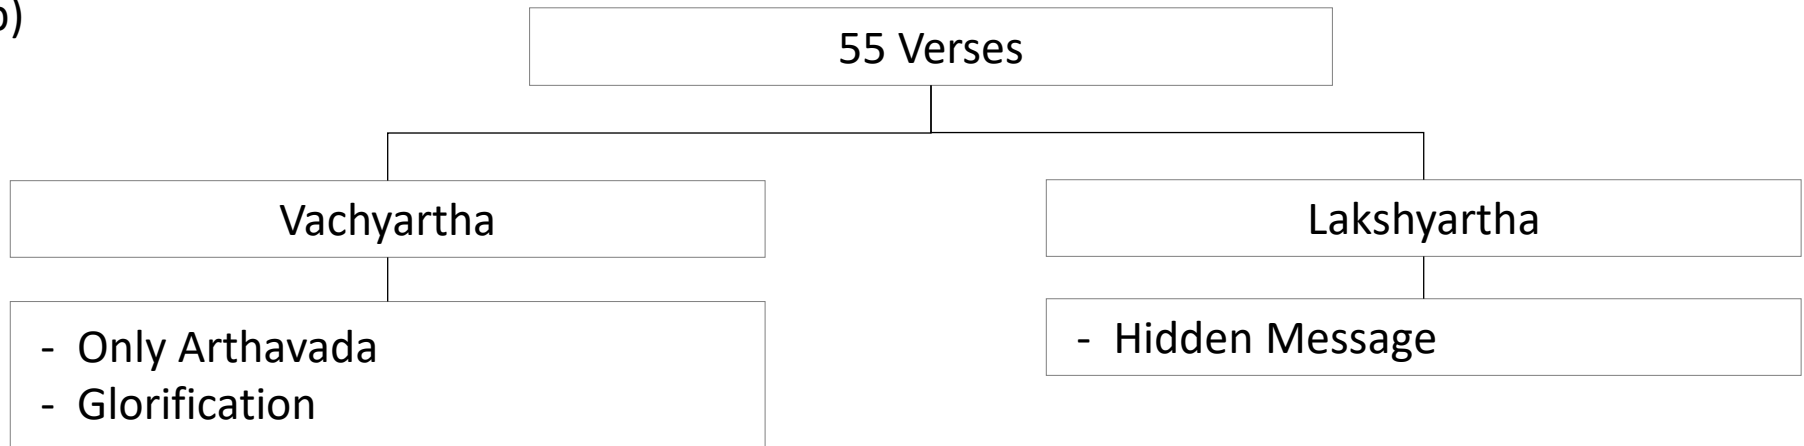 55 Verses
Vachyartha
Lakshyartha
- Only Arthavada
- Glorification
- Hidden Message